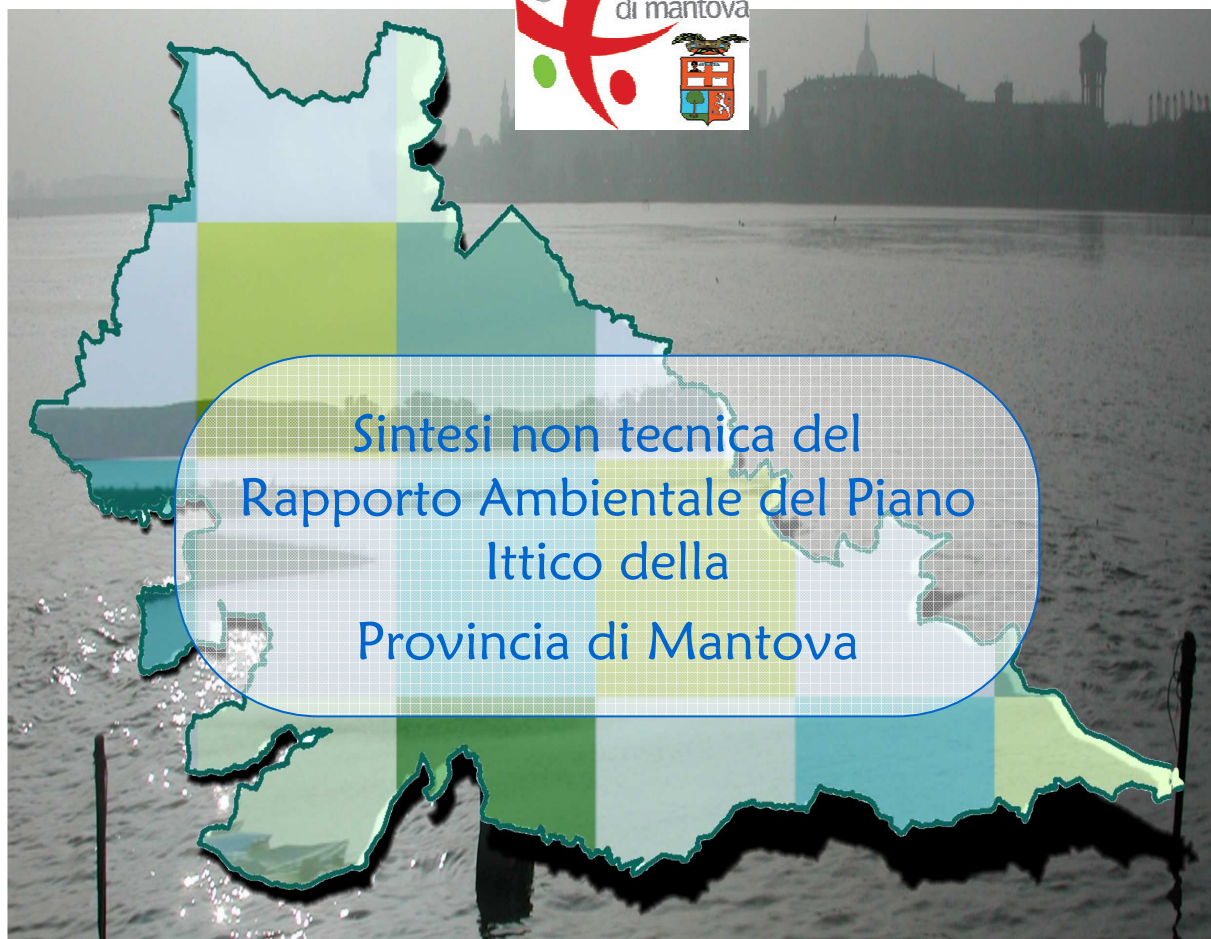 di mantova
Sintesi non tecnica del
Rapporto Ambientale del Piano
Ittico della
Provincia di Mantova